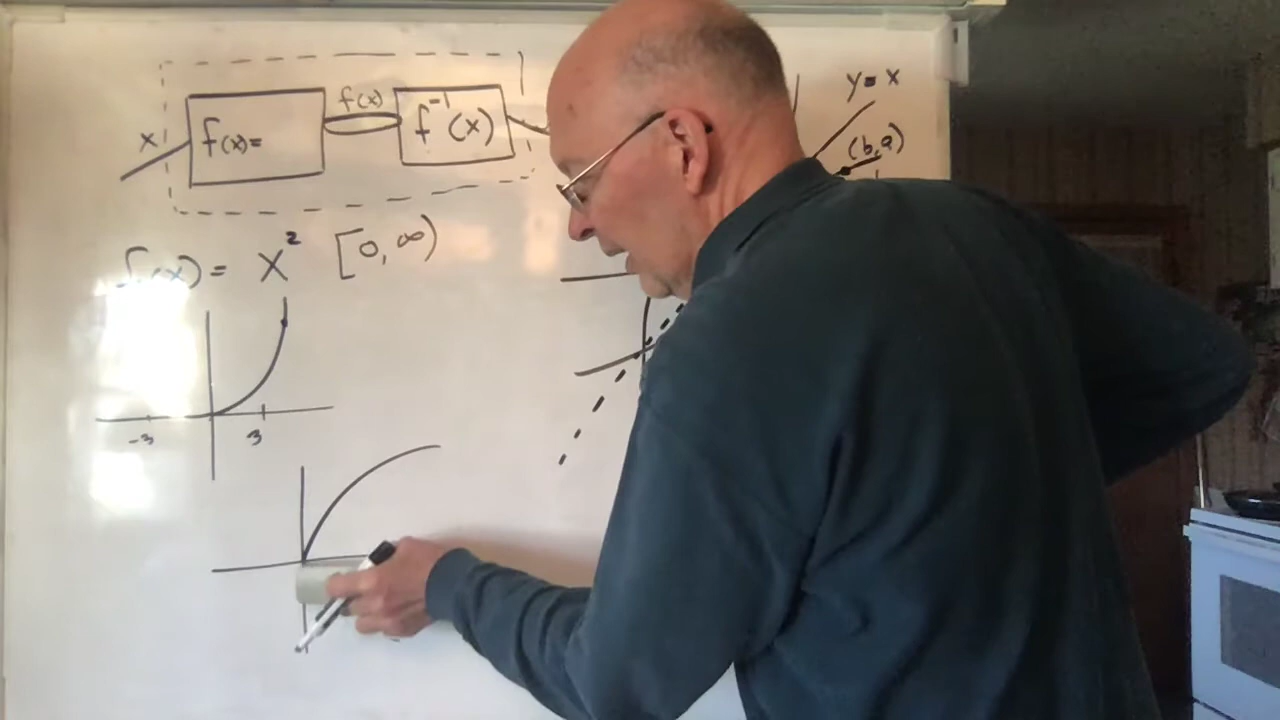 x f(x)= f(x) f⁻¹(x)
y = x
(b,a)
f(x) = x² [0, ∞)
-3 3